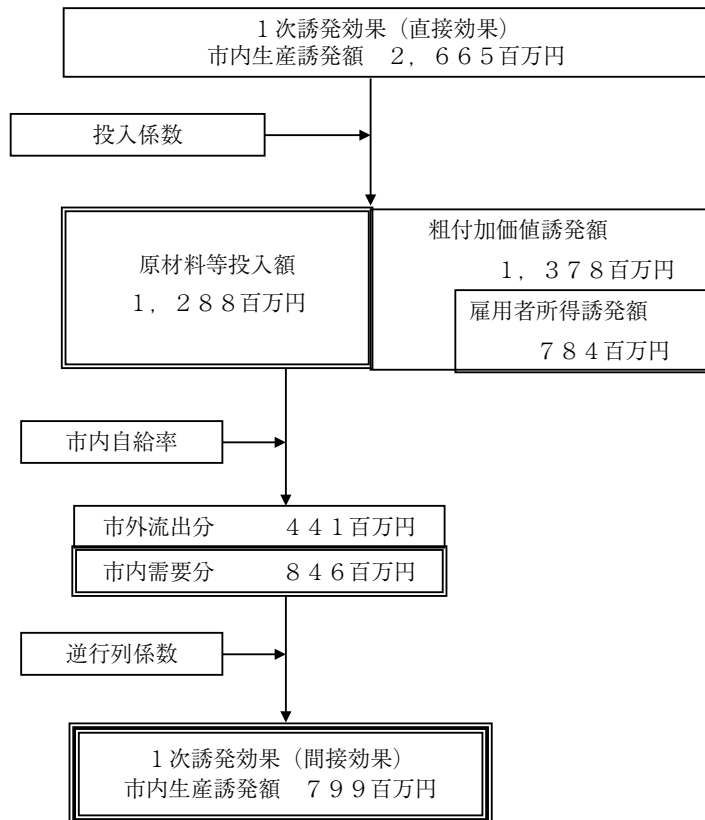 １次誘発効果（直接効果）
市内生産誘発額　２，６６５百万円
投入係数
原材料等投入額
１，２８８百万円
粗付加価値誘発額
１，３７８百万円
雇用者所得誘発額
７８４百万円
市内自給率
市外流出分　　４４１百万円
市内需要分　　８４６百万円
逆行列係数
１次誘発効果（間接効果）
市内生産誘発額　７９９百万円